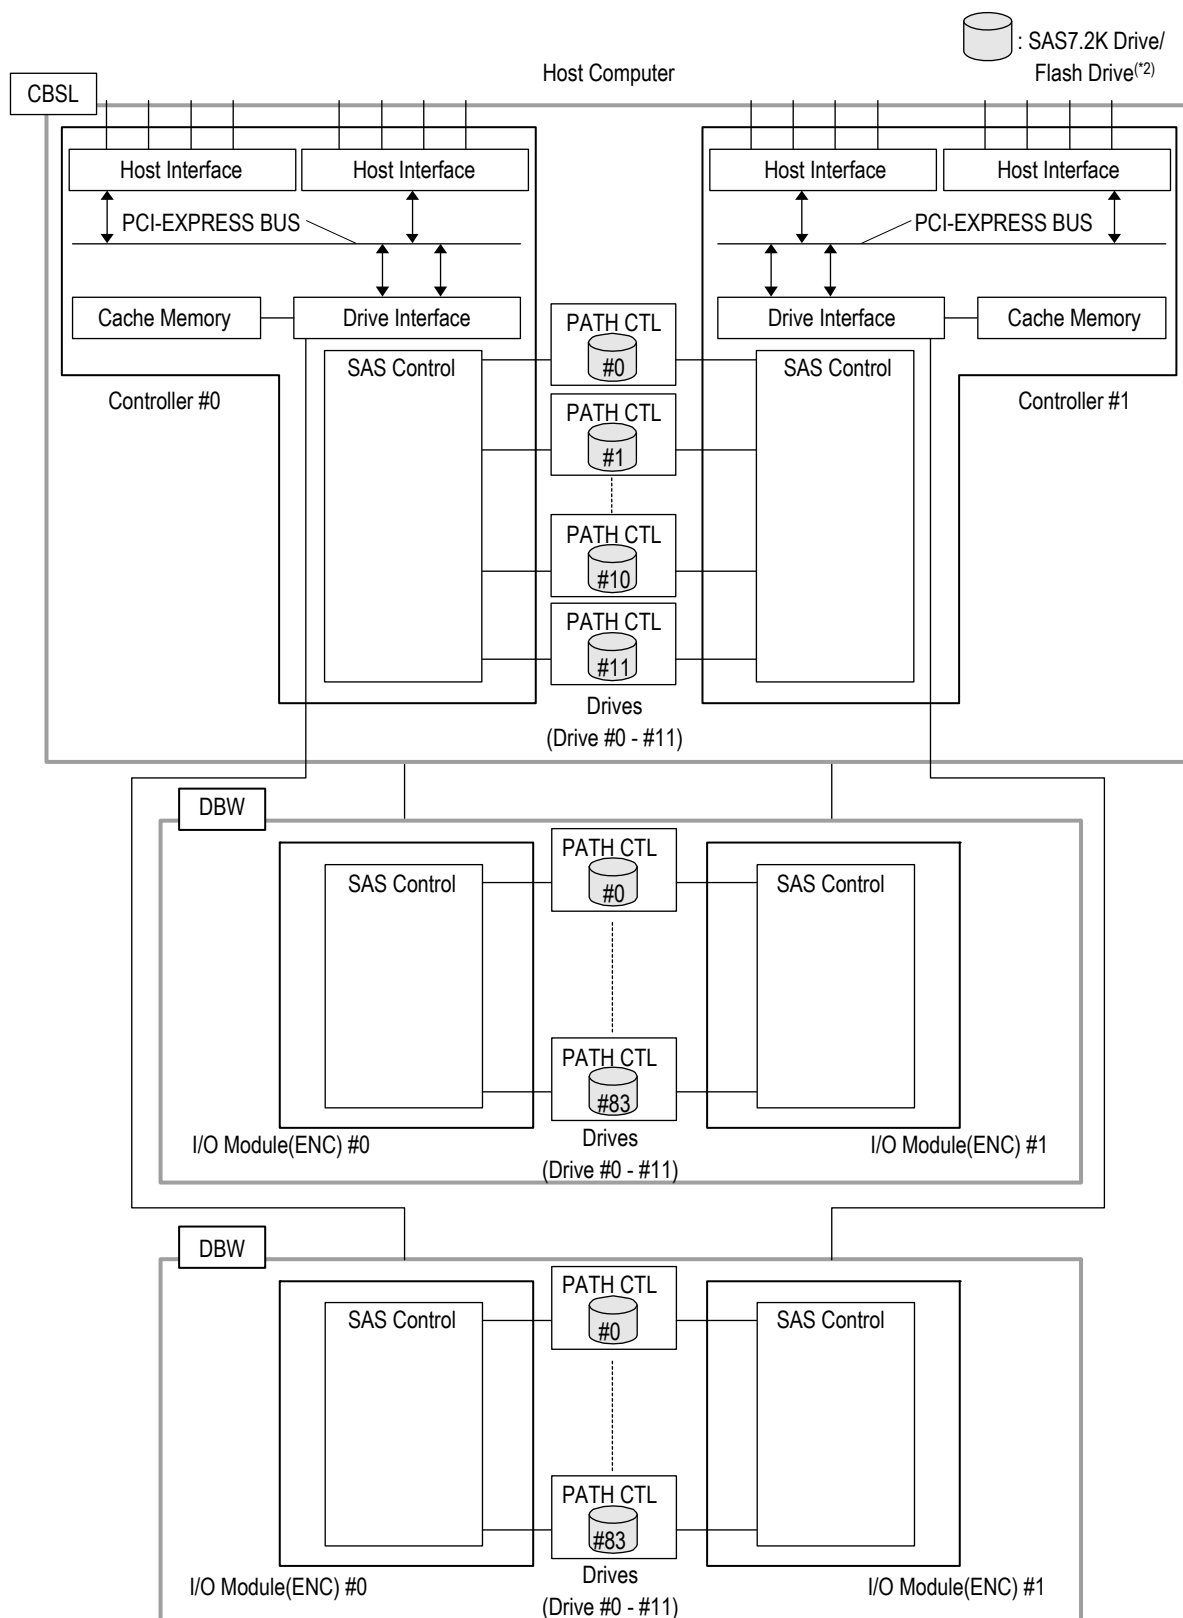 : SAS7.2K Drive/
Flash Drive(*2)
Host Computer
CBSL
Host Interface
Host Interface
Host Interface
Host Interface
PCI-EXPRESS BUS
PCI-EXPRESS BUS
Cache Memory
Drive Interface
PATH CTL
#0
Drive Interface
Cache Memory
SAS Control
SAS Control
Controller #0
Controller #1
PATH CTL
#1
PATH CTL
#10
PATH CTL
#11
Drives
(Drive #0 - #11)
DBW
PATH CTL
#0
SAS Control
SAS Control
PATH CTL
#83
I/O Module(ENC) #0
Drives
(Drive #0 - #11)
I/O Module(ENC) #1
DBW
PATH CTL
#0
SAS Control
SAS Control
PATH CTL
#83
I/O Module(ENC) #0
Drives
(Drive #0 - #11)
I/O Module(ENC) #1